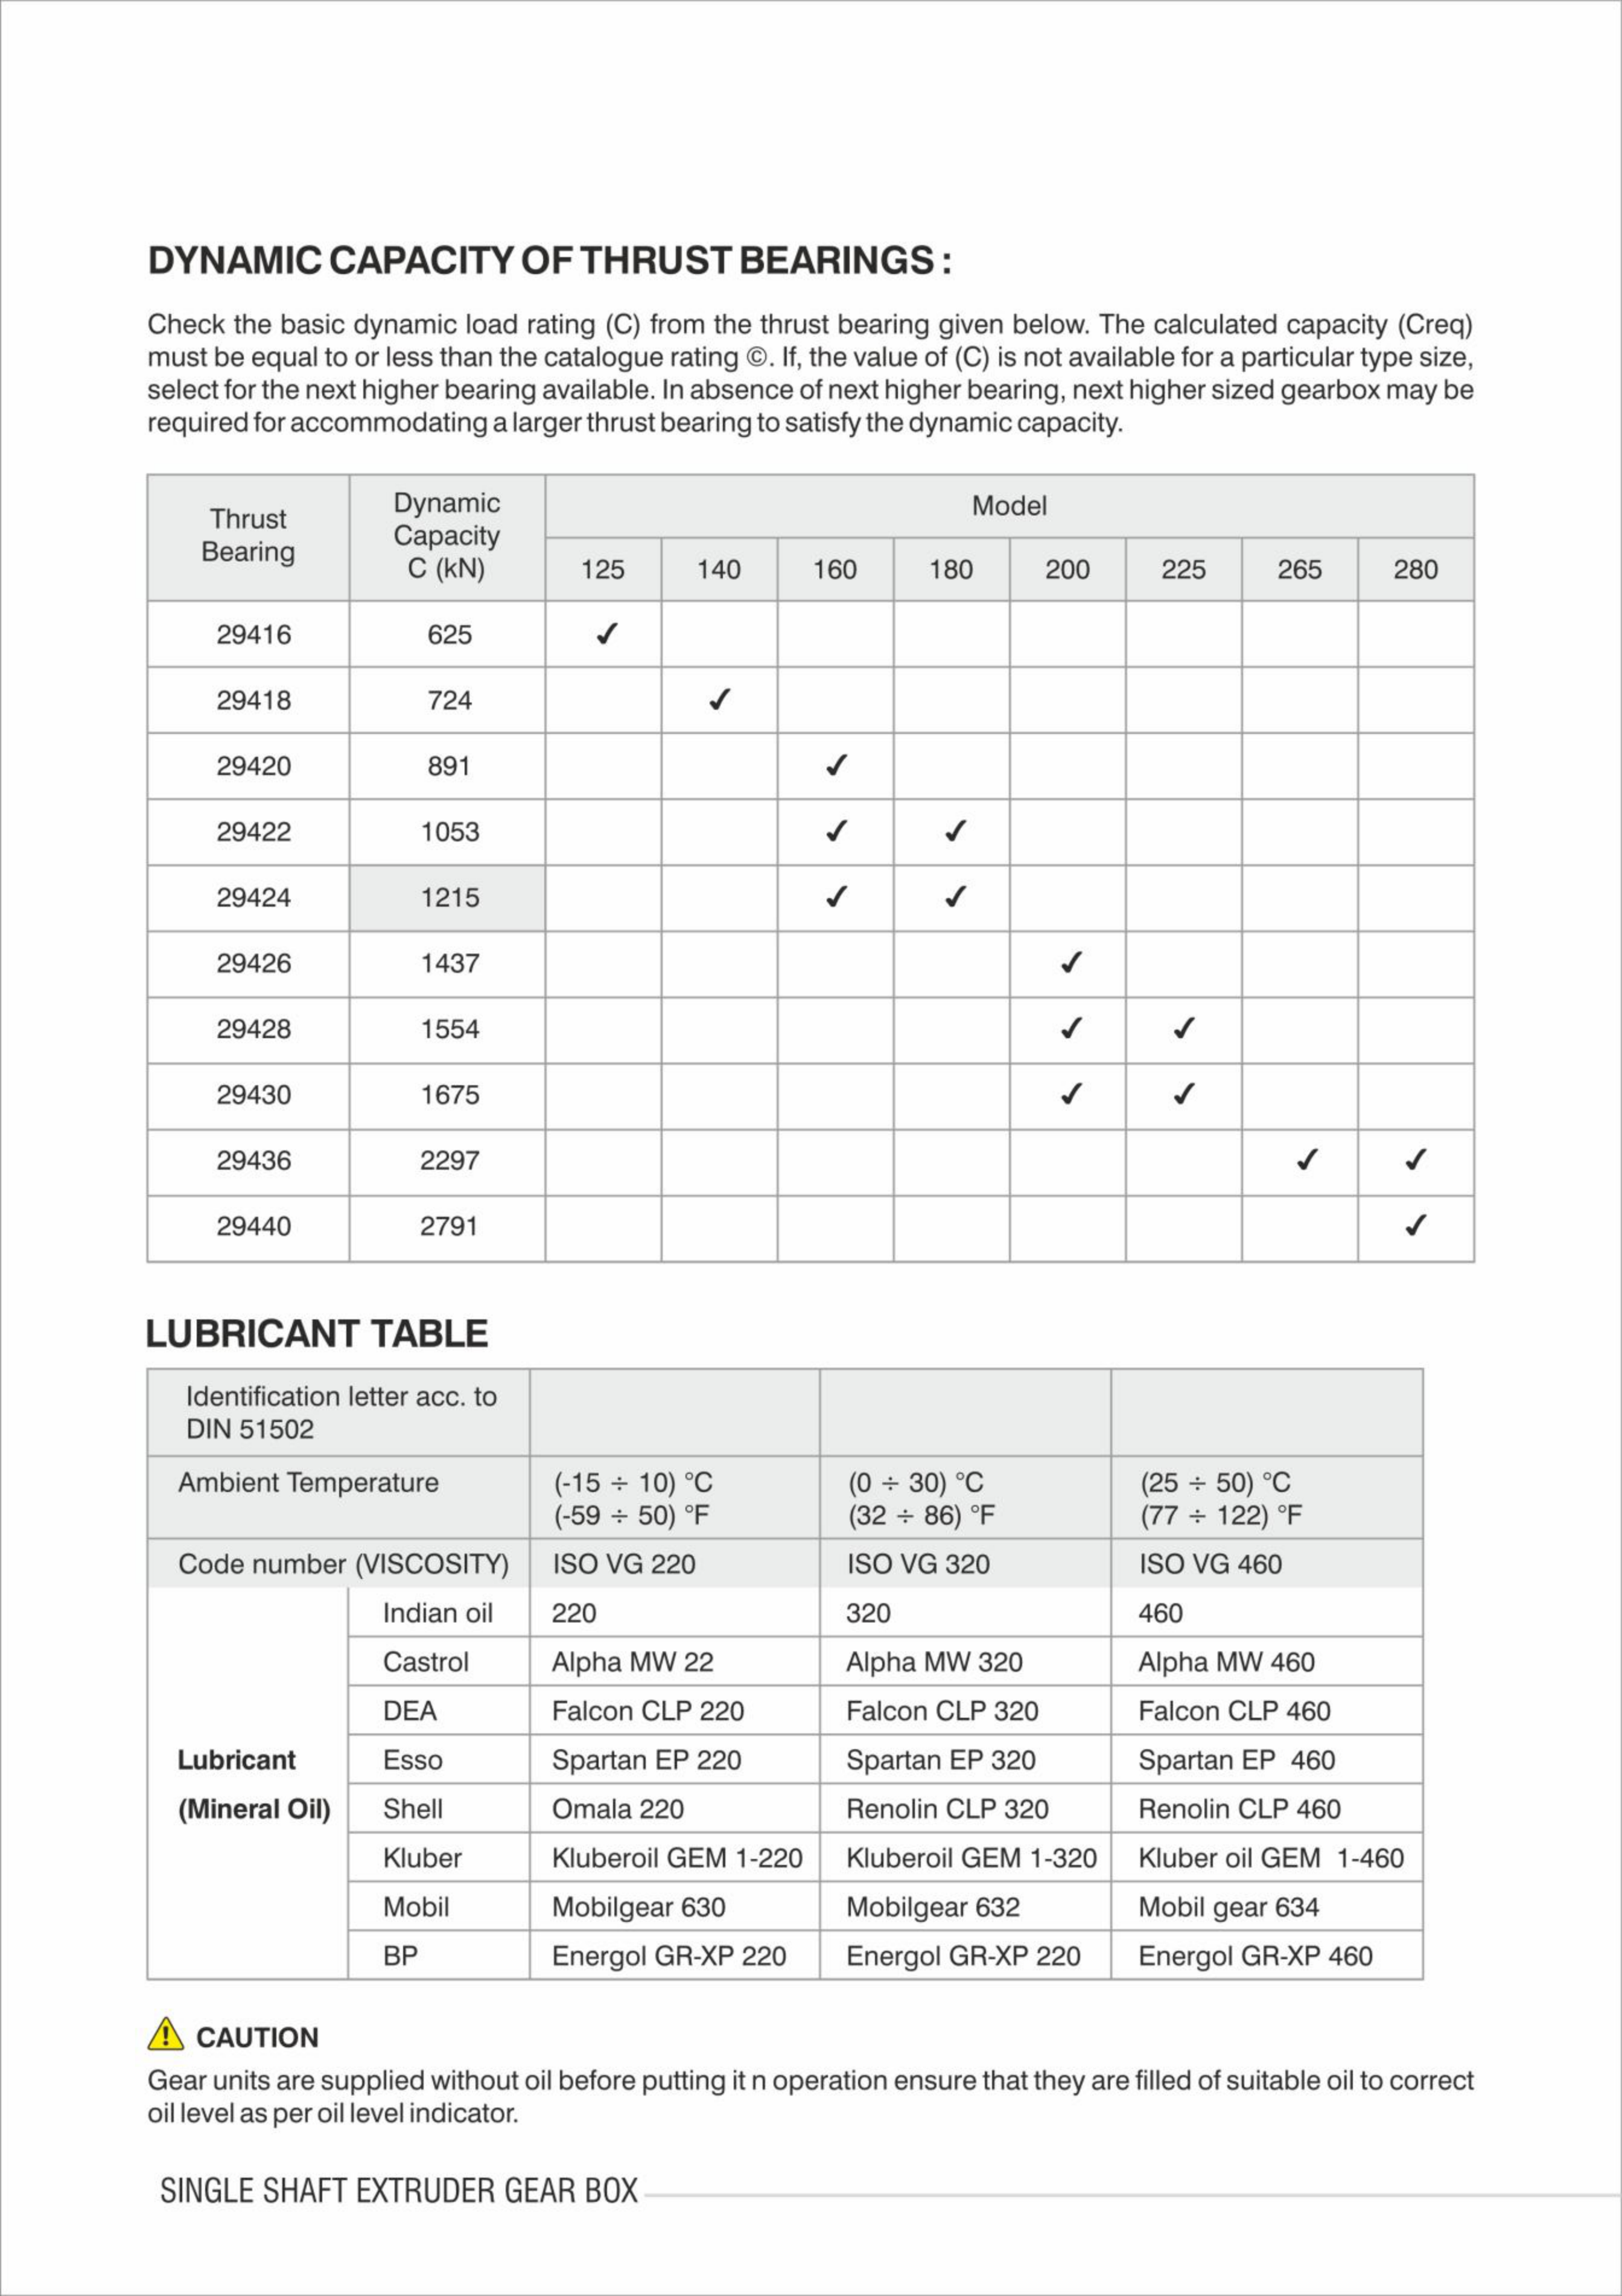 DYNAMIC CAPACITY OF THRUST BEARINGS :
Check the basic dynamic load rating (C) from the thrust bearing given below. The calculated capacity (Creq)
must be equal to or less than the catalogue rating ©. If, the value of (C) is not available for a particular type size,
select for the next higher bearing available. In absence of next higher bearing, next higher sized gearbox may be
required for accommodating a larger thrust bearing to satisfy the dynamic capacity.
Thrust Bearing Dynamic Capacity C (kN) Model
125 140 160 180 200 225 265 280
29416 625 ✓
29418 724 ✓
29420 891 ✓
29422 1053 ✓ ✓
29424 1215 ✓ ✓
29426 1437 ✓
29428 1554 ✓ ✓
29430 1675 ✓ ✓
29436 2297 ✓ ✓
29440 2791 ✓
LUBRICANT TABLE
Identification letter acc. to
DIN 51502
Ambient Temperature (-15 ÷ 10) °C (0 ÷ 30) °C (25 ÷ 50) °C
(-59 ÷ 50) °F (32 ÷ 86) °F (77 ÷ 122) °F
Code number (VISCOSITY) ISO VG 220 ISO VG 320 ISO VG 460
Lubricant
(Mineral Oil)
Indian oil 220 320 460
Castrol Alpha MW 22 Alpha MW 320 Alpha MW 460
DEA Falcon CLP 220 Falcon CLP 320 Falcon CLP 460
Esso Spartan EP 220 Spartan EP 320 Spartan EP 460
Shell Omala 220 Renolin CLP 320 Renolin CLP 460
Kluber Kluberoil GEM 1-220 Kluberoil GEM 1-320 Kluber oil GEM 1-460
Mobil Mobilgear 630 Mobilgear 632 Mobil gear 634
BP Energol GR-XP 220 Energol GR-XP 220 Energol GR-XP 460
CAUTION
Gear units are supplied without oil before putting it n operation ensure that they are filled of suitable oil to correct
oil level as per oil level indicator.
SINGLE SHAFT EXTRUDER GEAR BOX